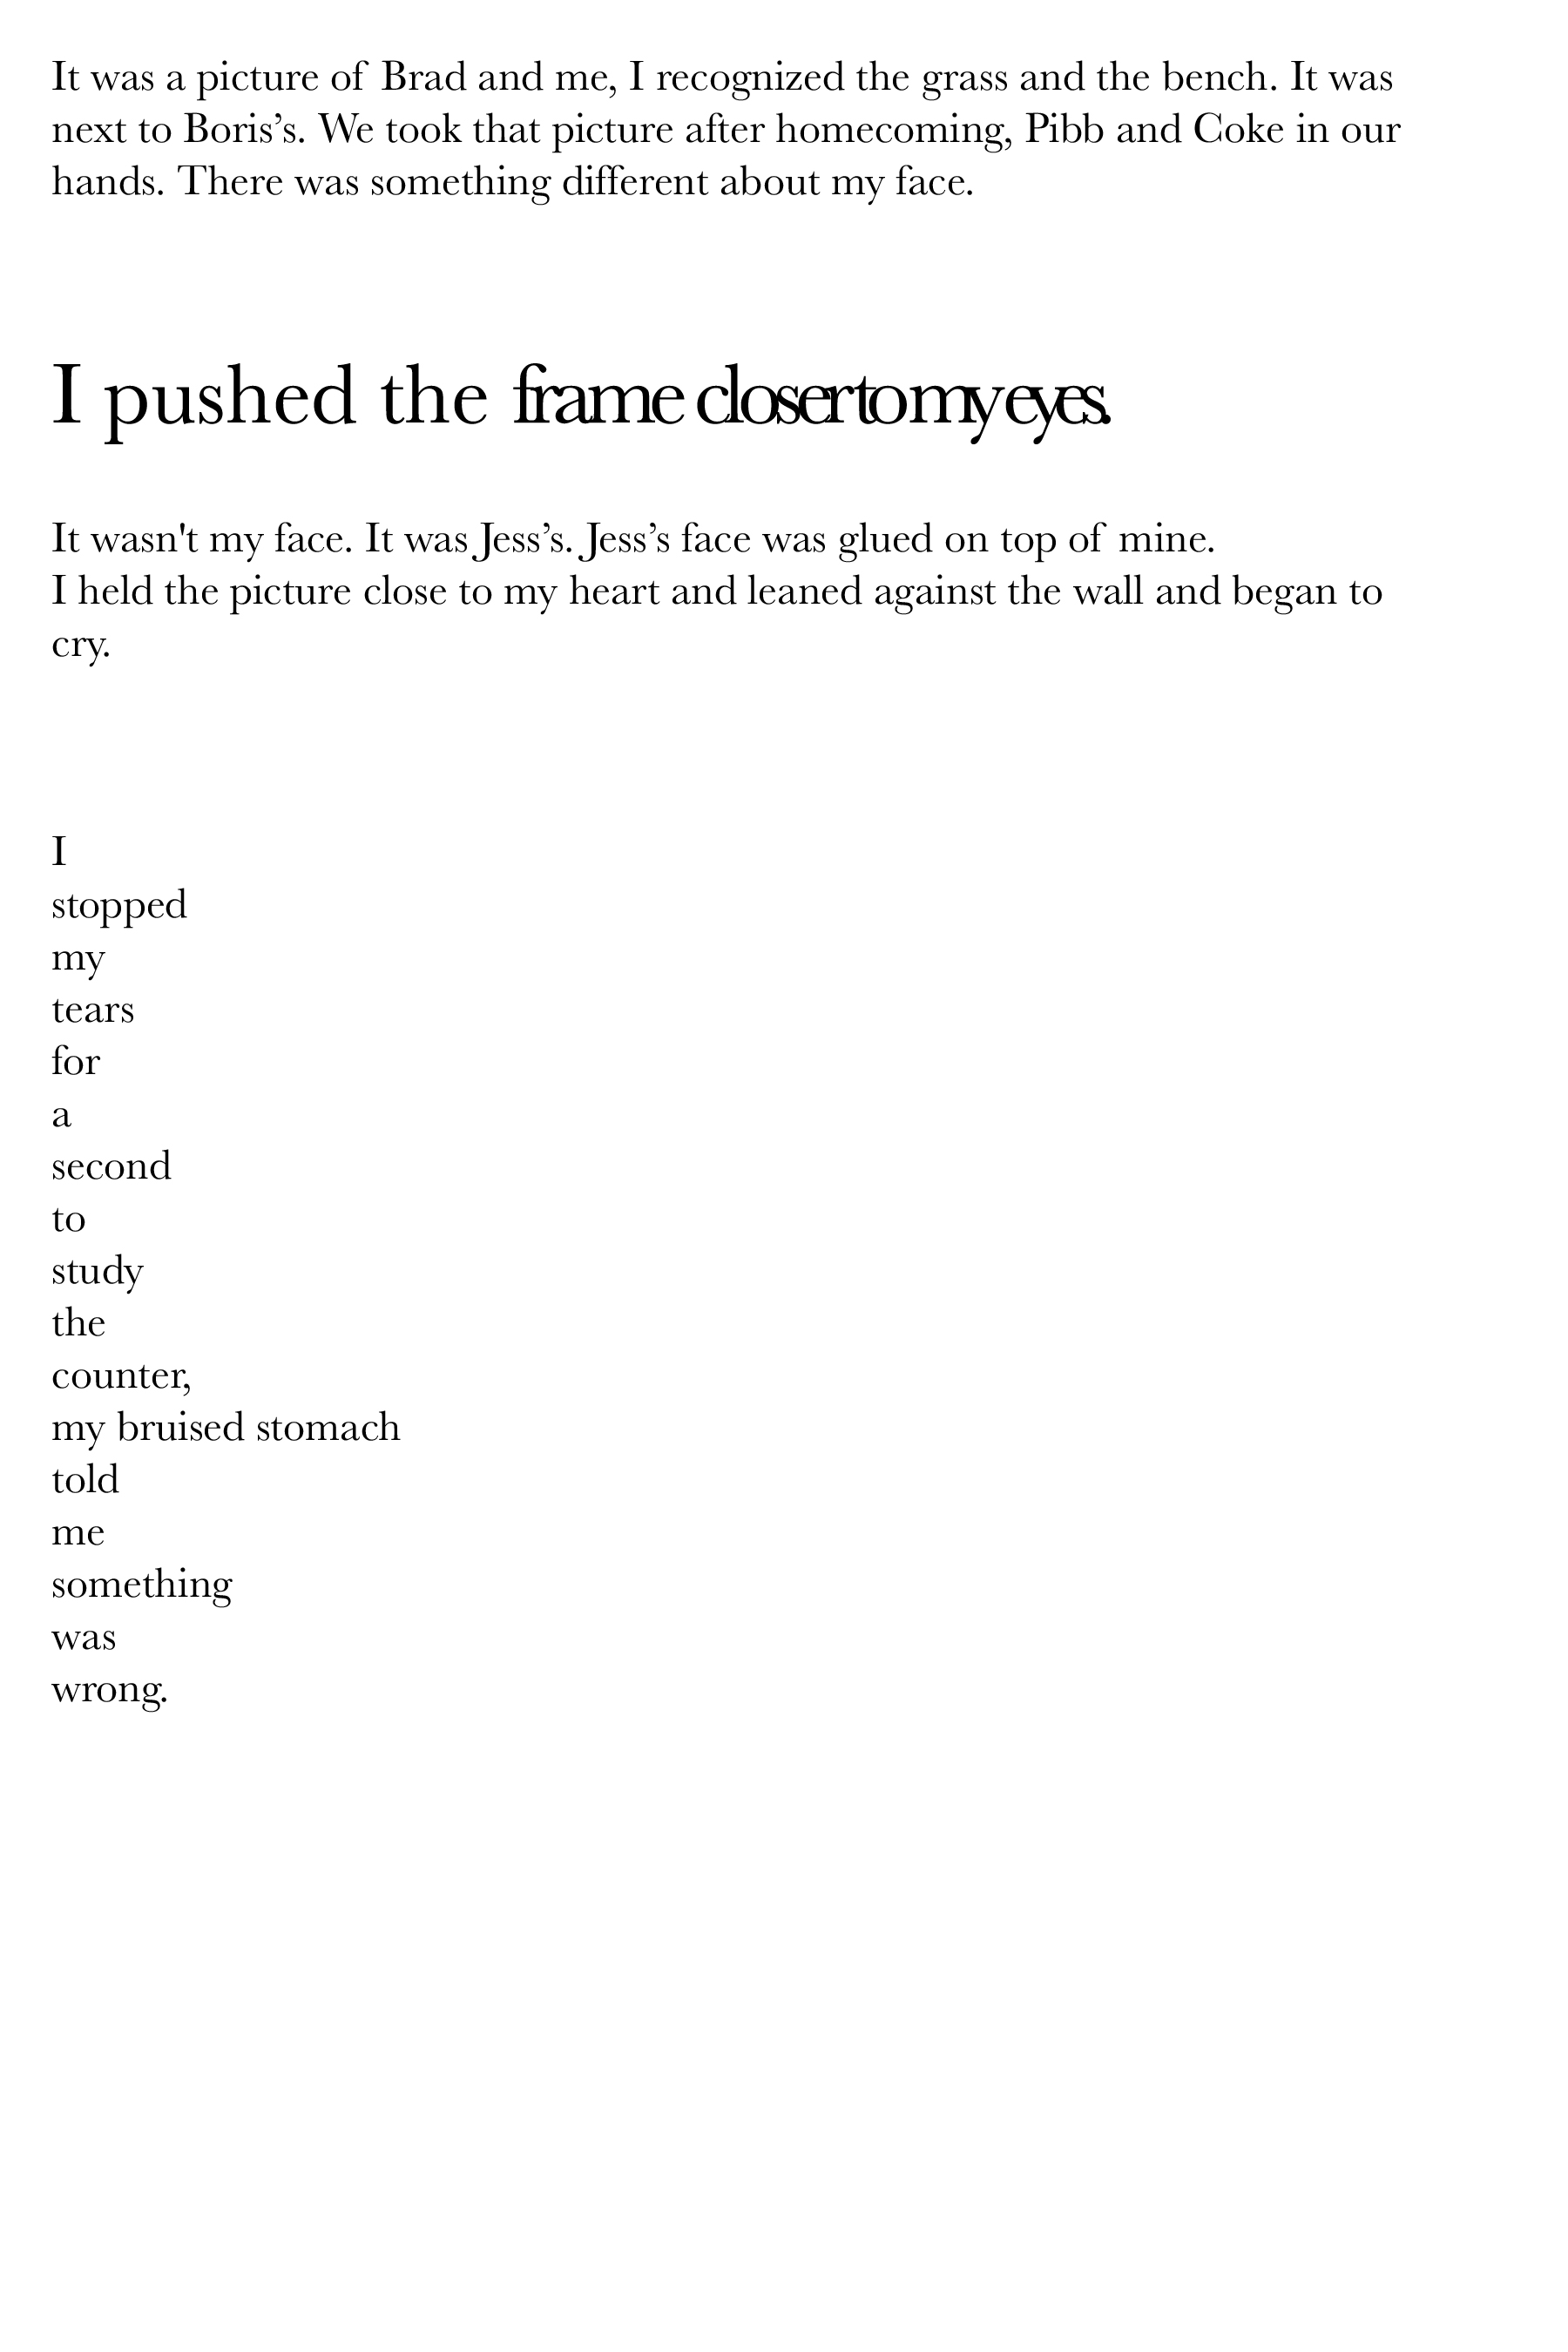 It was a picture of Brad and me, I recognized the grass and the bench. It was
next to Boris’s. We took that picture after homecoming, Pibb and Coke in our
hands. There was something different about my face.
I pushed the frame closer to my eyes.
It wasn't my face. It was Jess’s. Jess’s face was glued on top of mine.
I held the picture close to my heart and leaned against the wall and began to
cry.
I
stopped
my
tears
for
a
second
to
study
the
counter,
my bruised stomach
told
me
something
was
wrong.